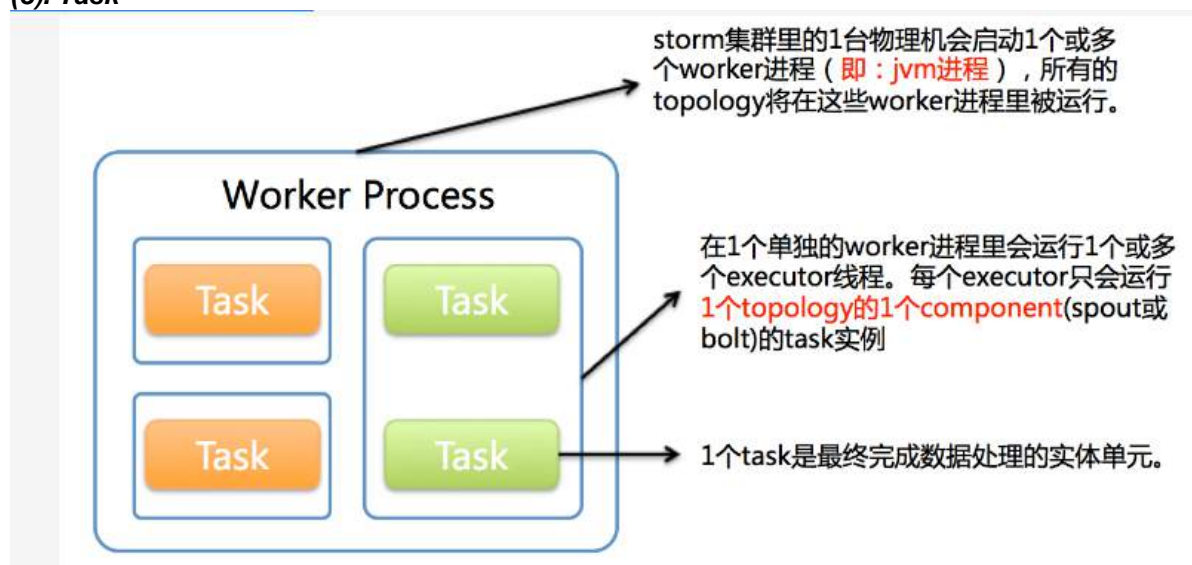 (3). Task
storm集群里的1台物理机会启动1个或多
个worker进程（即：jvm进程），所有的
topology将在这些worker进程里被运行。
Worker Process
在1个单独的worker进程里会运行1个或多
个executor线程。每个executor只会运行
1个topology的1个component(spout或
bolt)的task实例
Task
Task
Task
Task
1个task是最终完成数据处理的实体单元。